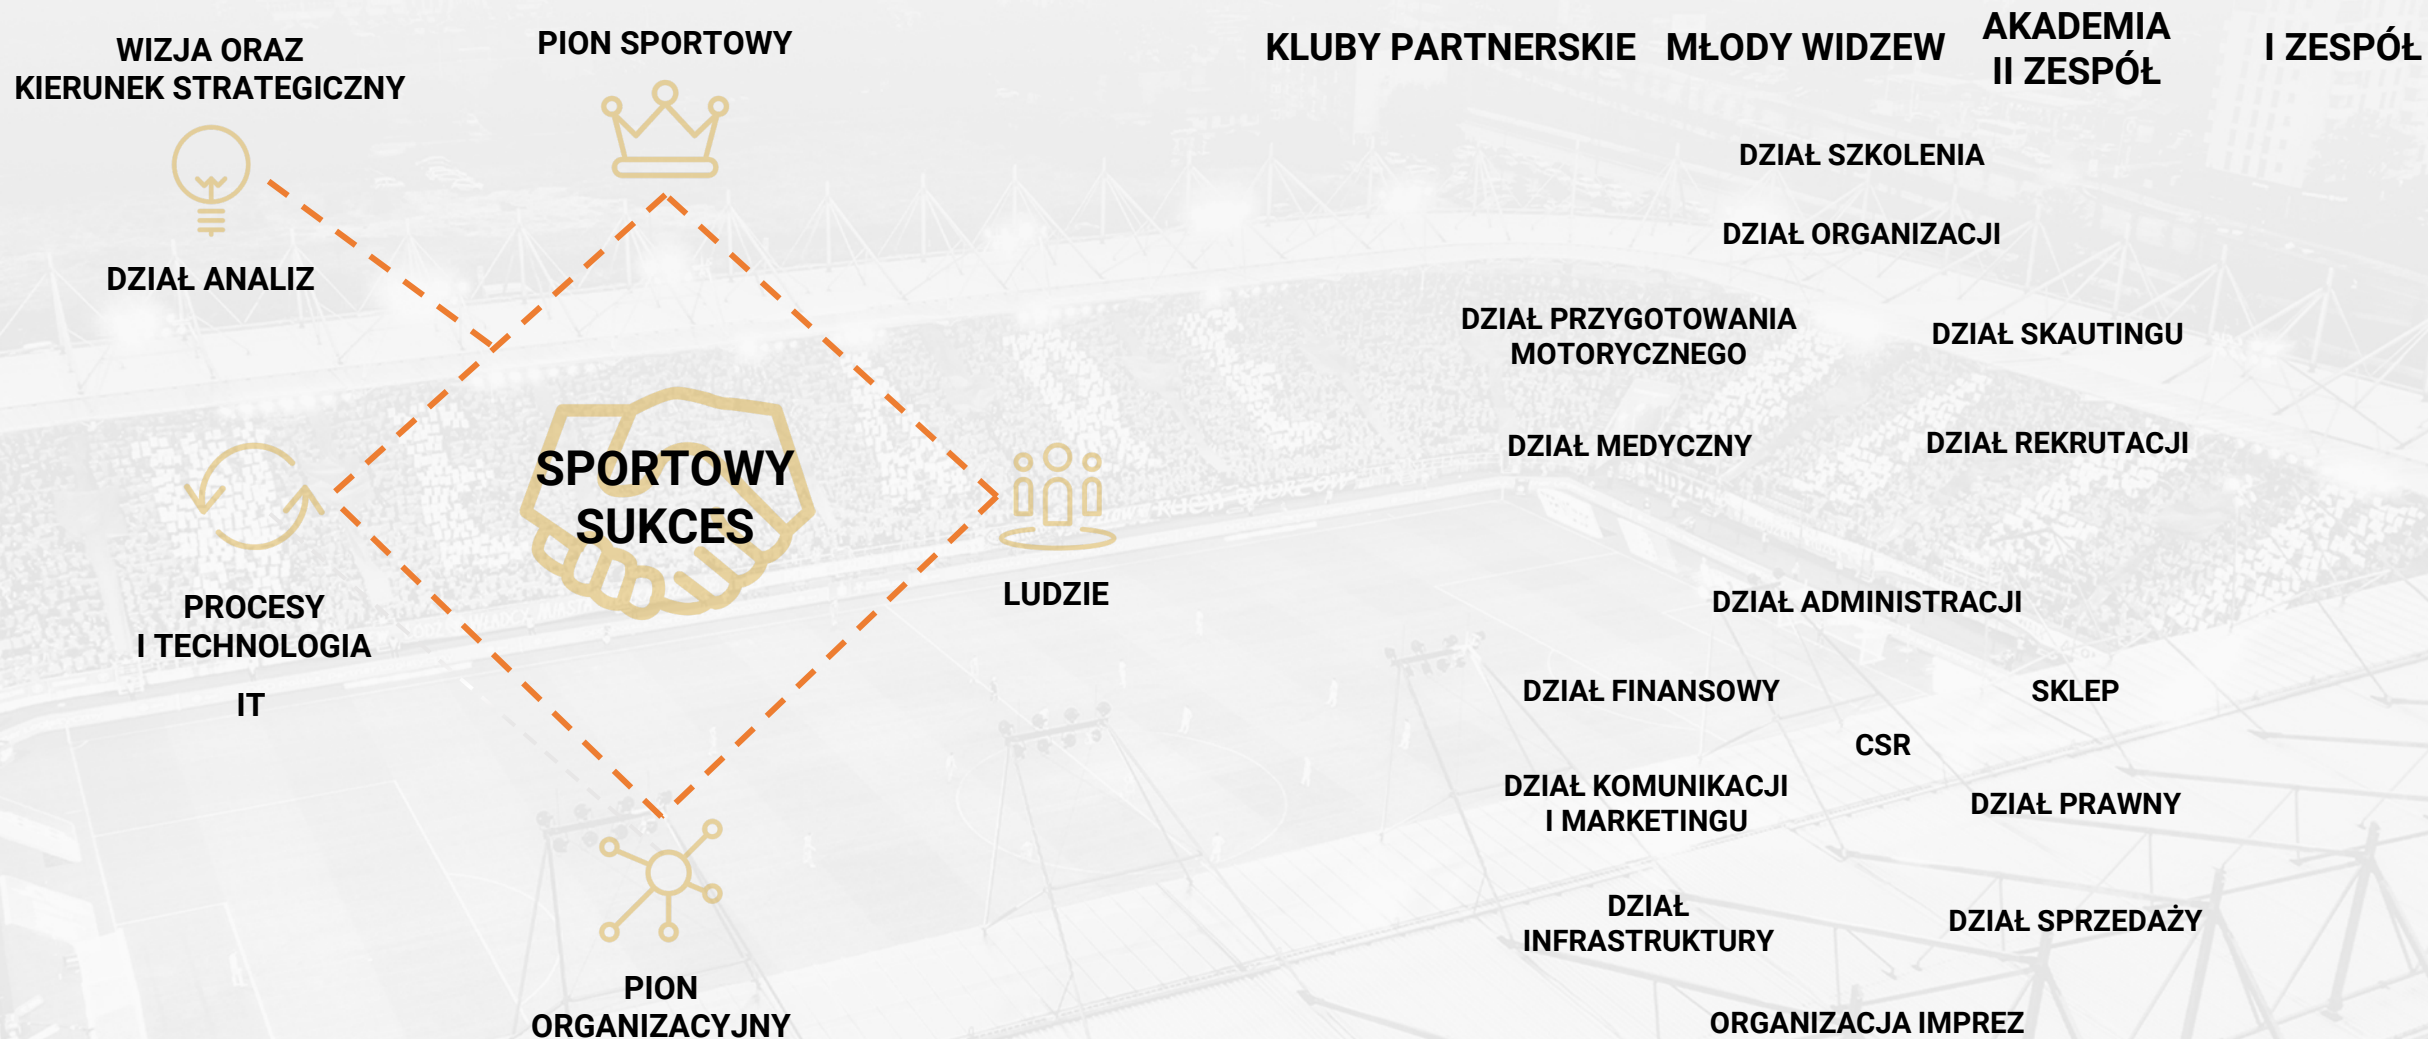 WIZJA ORAZ
KIERUNEK STRATEGICZNY
DZIAŁ ANALIZ
PION SPORTOWY
SPORTOWY
SUKCES
PROCESY
I TECHNOLOGIA
IT
LUDZIE
PION
ORGANIZACYJNY
KLUBY PARTNERSKIE
MŁODY WIDZEW
AKADEMIA
II ZESPÓŁ
I ZESPÓŁ
DZIAŁ SZKOLENIA
DZIAŁ ORGANIZACJI
DZIAŁ PRZYGOTOWANIA
MOTORYCZNEGO
DZIAŁ SKAUTINGU
DZIAŁ MEDYCZNY
DZIAŁ REKRUTACJI
DZIAŁ ADMINISTRACJI
DZIAŁ FINANSOWY
SKLEP
CSR
DZIAŁ KOMUNIKACJI
I MARKETINGU
DZIAŁ PRAWNY
DZIAŁ
INFRASTRUKTURY
DZIAŁ SPRZEDAŻY
ORGANIZACJA IMPREZ